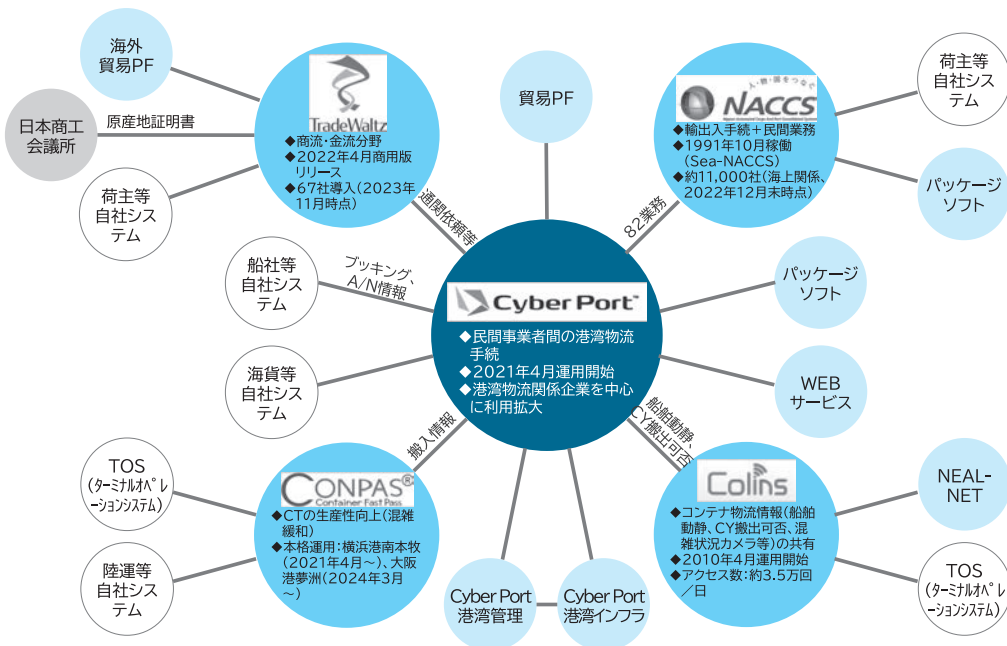 海外
貿易PF
日本商工
会議所
原産地証明書
荷主等
自社シス
テム
TradeWaltz
◆商流・金流分野
◆2022年4月商用版
リリース
◆67社導入(2023年
11月時点)
通関依頼等
貿易PF
人・物・国をつなぐ
NACCS
◆輸出入手続+民間業務
◆1991年10月稼働
(Sea-NACCS)
◆約11,000社(海上関係、
2022年12月末時点)
82業務
荷主等
自社シス
テム
パッケージ
ソフト
船社等
自社シス
テム
ブッキング、
A/N情報
海貨等
自社シス
テム
Cyber Port™
◆民間事業者間の港湾物流
手続
◆2021年4月運用開始
◆港湾物流関係企業を中心
に利用拡大
パッケージ
ソフト
WEB
サービス
搬入情報
船舶動静、
CY搬出可否
TOS
(ターミナルオペレ
ーションシステム)
陸運等
自社シス
テム
CONPAS®
Container Fast Pass
◆CTの生産性向上(混雑
緩和)
◆本格運用:横浜港南本牧
(2021年4月~)、大阪
港夢洲(2024年3月
~)
Cyber Port
港湾管理
Cyber Port
港湾インフラ
Colins
◆コンテナ物流情報(船舶
動静、CY搬出可否、混
雑状況カメラ等)の共有
◆2010年4月運用開始
◆アクセス数:約3.5万回
/日
NEAL-
NET
TOS
(ターミナルオペレ
ーションシステム)